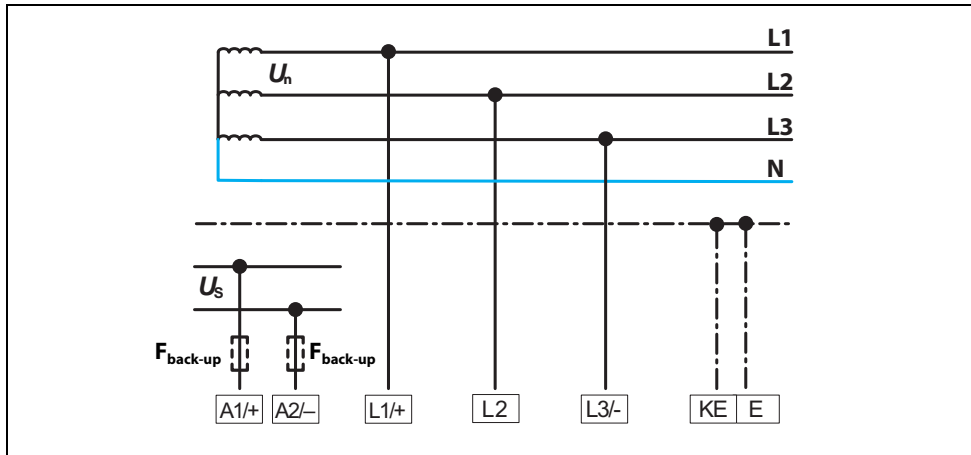 L1
Un
L2
L3
N
US
Fback-up
Fback-up
A1/+
A2/–
L1/+
L2
L3/-
KE
E